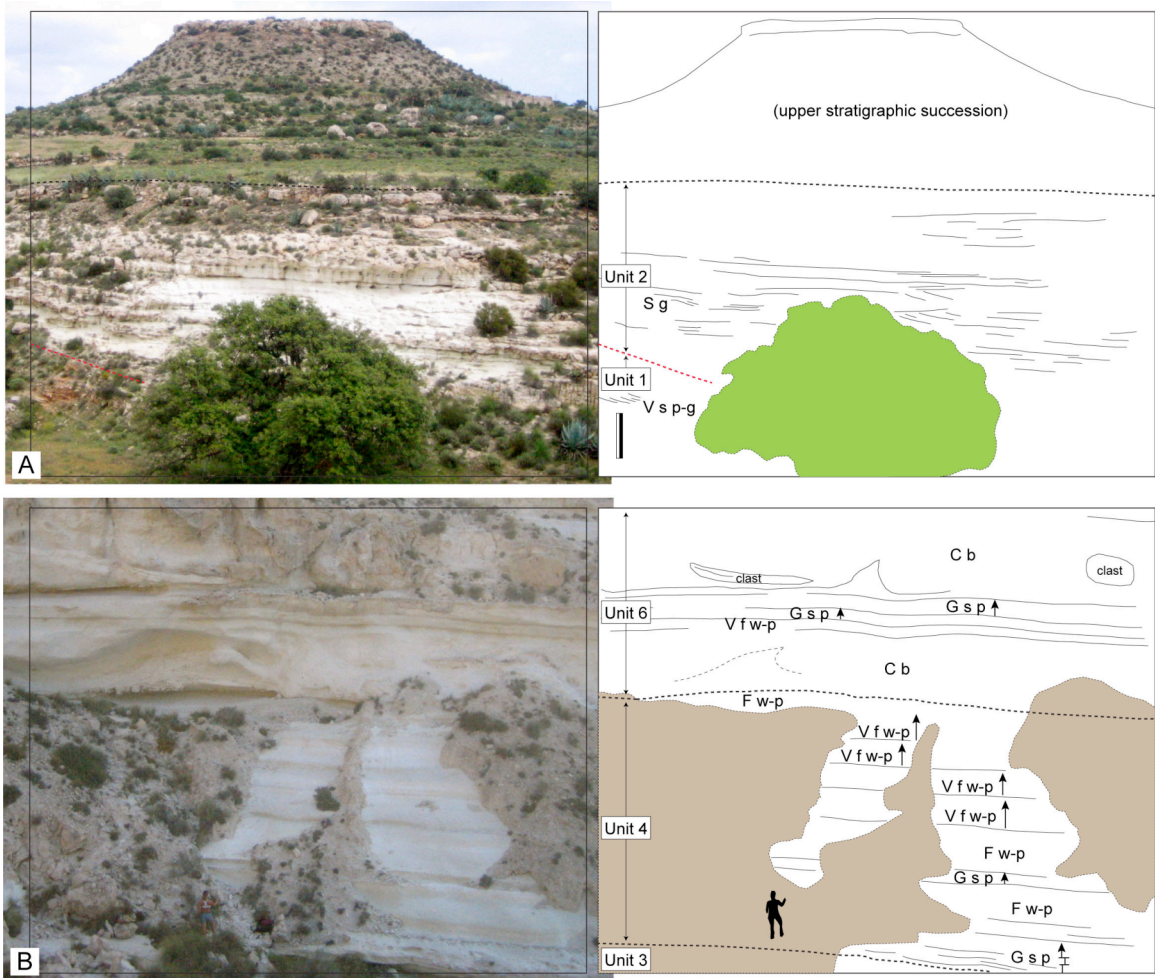 (upper stratigraphic succession)
Unit 2
S g
Unit 1
V s p-g
A
C b
clast
clast
G s p
G s p
Unit 6
V f w-p
C b
F w-p
V f w-p
V f w-p
V f w-p
V f w-p
Unit 4
F w-p
G s p
F w-p
Unit 3
G s p
B